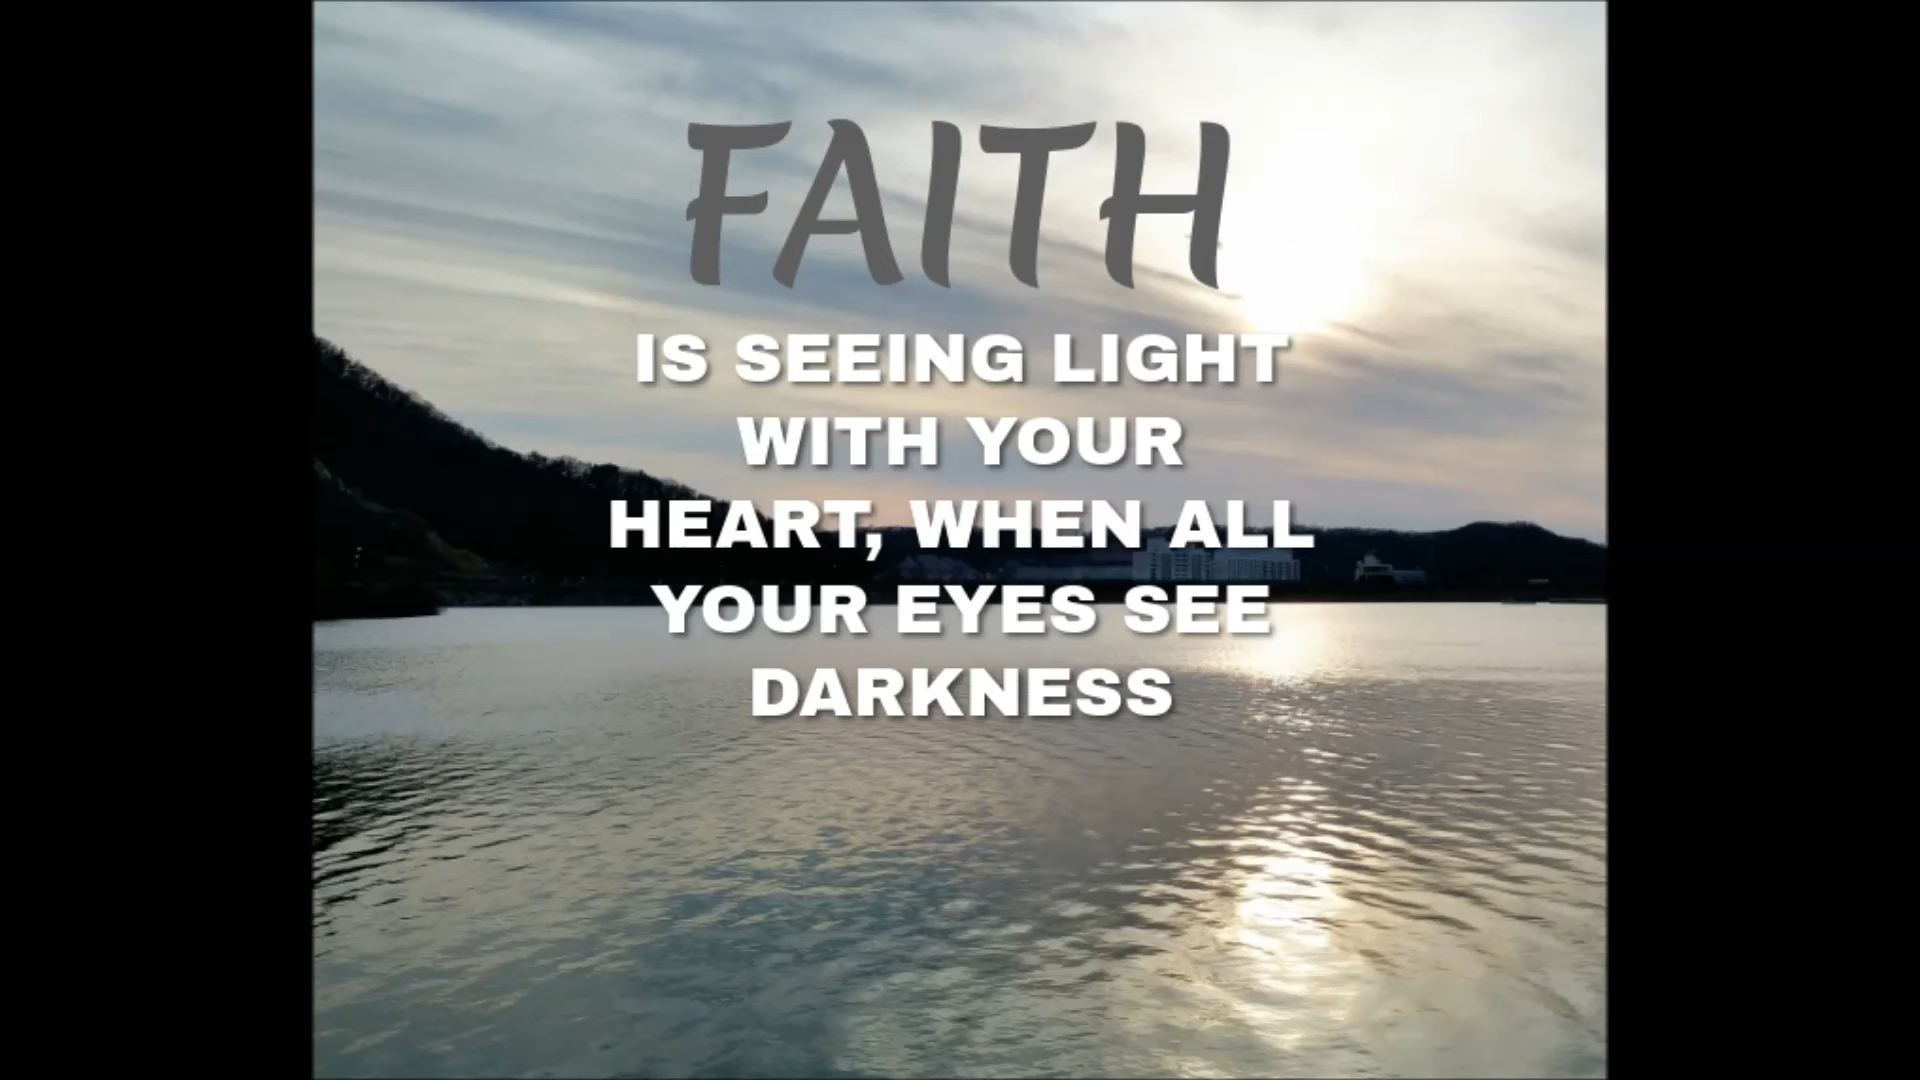 FAITH
IS SEEING LIGHT
WITH YOUR
HEART, WHEN ALL
YOUR EYES SEE
DARKNESS